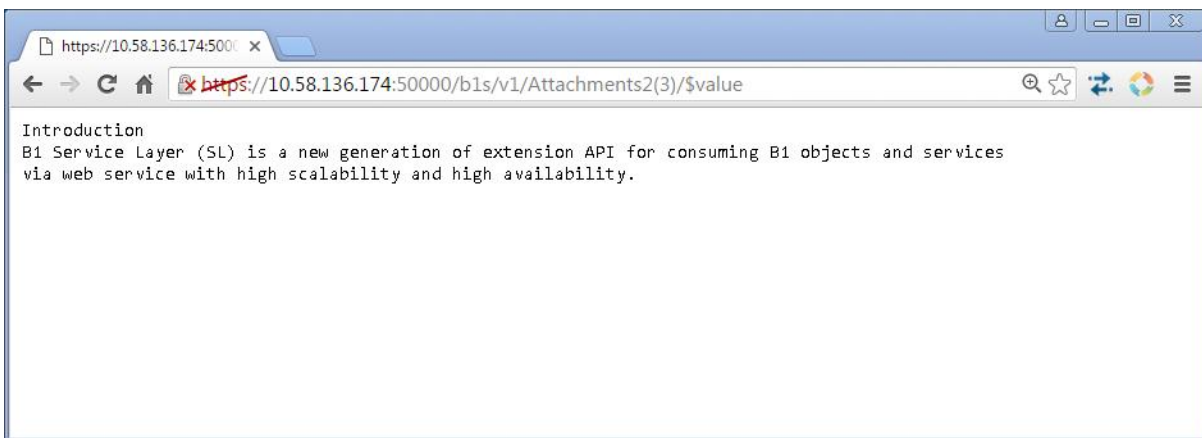 https://10.58.136.174:500
https://10.58.136.174:50000/b1s/v1/Attachments2(3)/$value
Introduction
B1 Service Layer (SL) is a new generation of extension API for consuming B1 objects and services
via web service with high scalability and high availability.